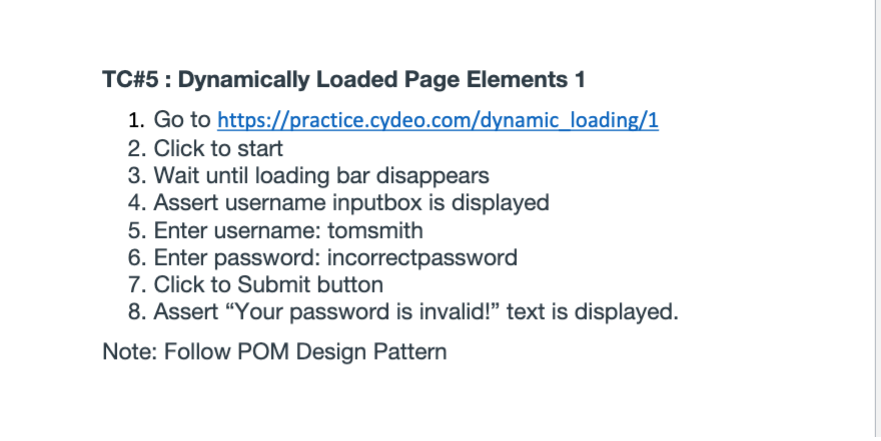 TC#5 : Dynamically Loaded Page Elements 1
1. Go to https://practice.cydeo.com/dynamic_loading/1
2. Click to start
3. Wait until loading bar disappears
4. Assert username inputbox is displayed
5. Enter username: tomsmith
6. Enter password: incorrectpassword
7. Click to Submit button
8. Assert “Your password is invalid!” text is displayed.
Note: Follow POM Design Pattern